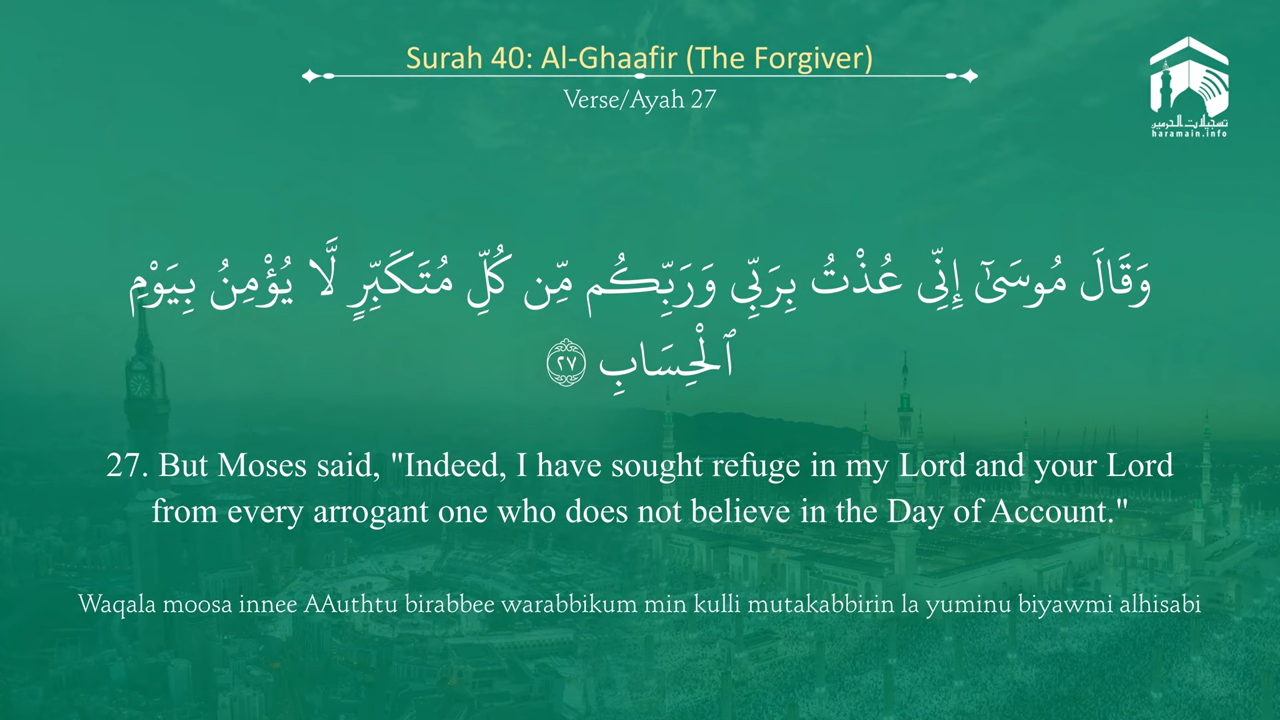 Surah 40: Al-Ghaafir (The Forgiver)
Verse/Ayah 27
تسجيلات الحرمين
haramain.info
وَقَالَ مُوسَىٰٓ إِنِّى عُذْتُ بِرَبِّى وَرَبِّكُم مِّن كُلِّ مُتَكَبِّرٍ لَّا يُؤْمِنُ بِيَوْمِ
ٱلْحِسَابِ ٢٧
27. But Moses said, "Indeed, I have sought refuge in my Lord and your Lord
from every arrogant one who does not believe in the Day of Account."
Waqala moosa innee AAuthtu birabbee warabbikum min kulli mutakabbirin la yuminu biyawmi alhisabi